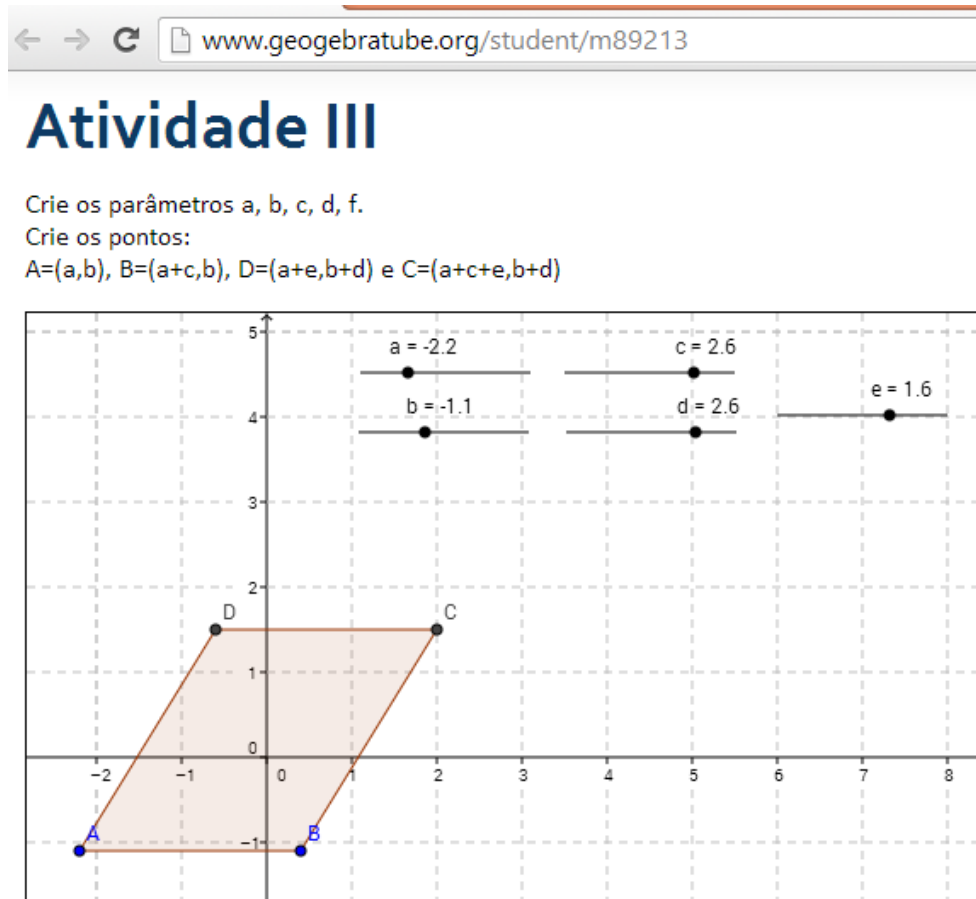 www.geogebratube.org/student/m89213
Atividade III
Crie os parâmetros a, b, c, d, f.
Crie os pontos:
A=(a,b), B=(a+c,b), D=(a+e,b+d) e C=(a+c+e,b+d)
5
a = -2.2
c = 2.6
e = 1.6
b = -1.1
d = 2.6
4
3
2
D
C
1
0
-2
-1
0
1
2
3
4
5
6
7
8
A
B
-1